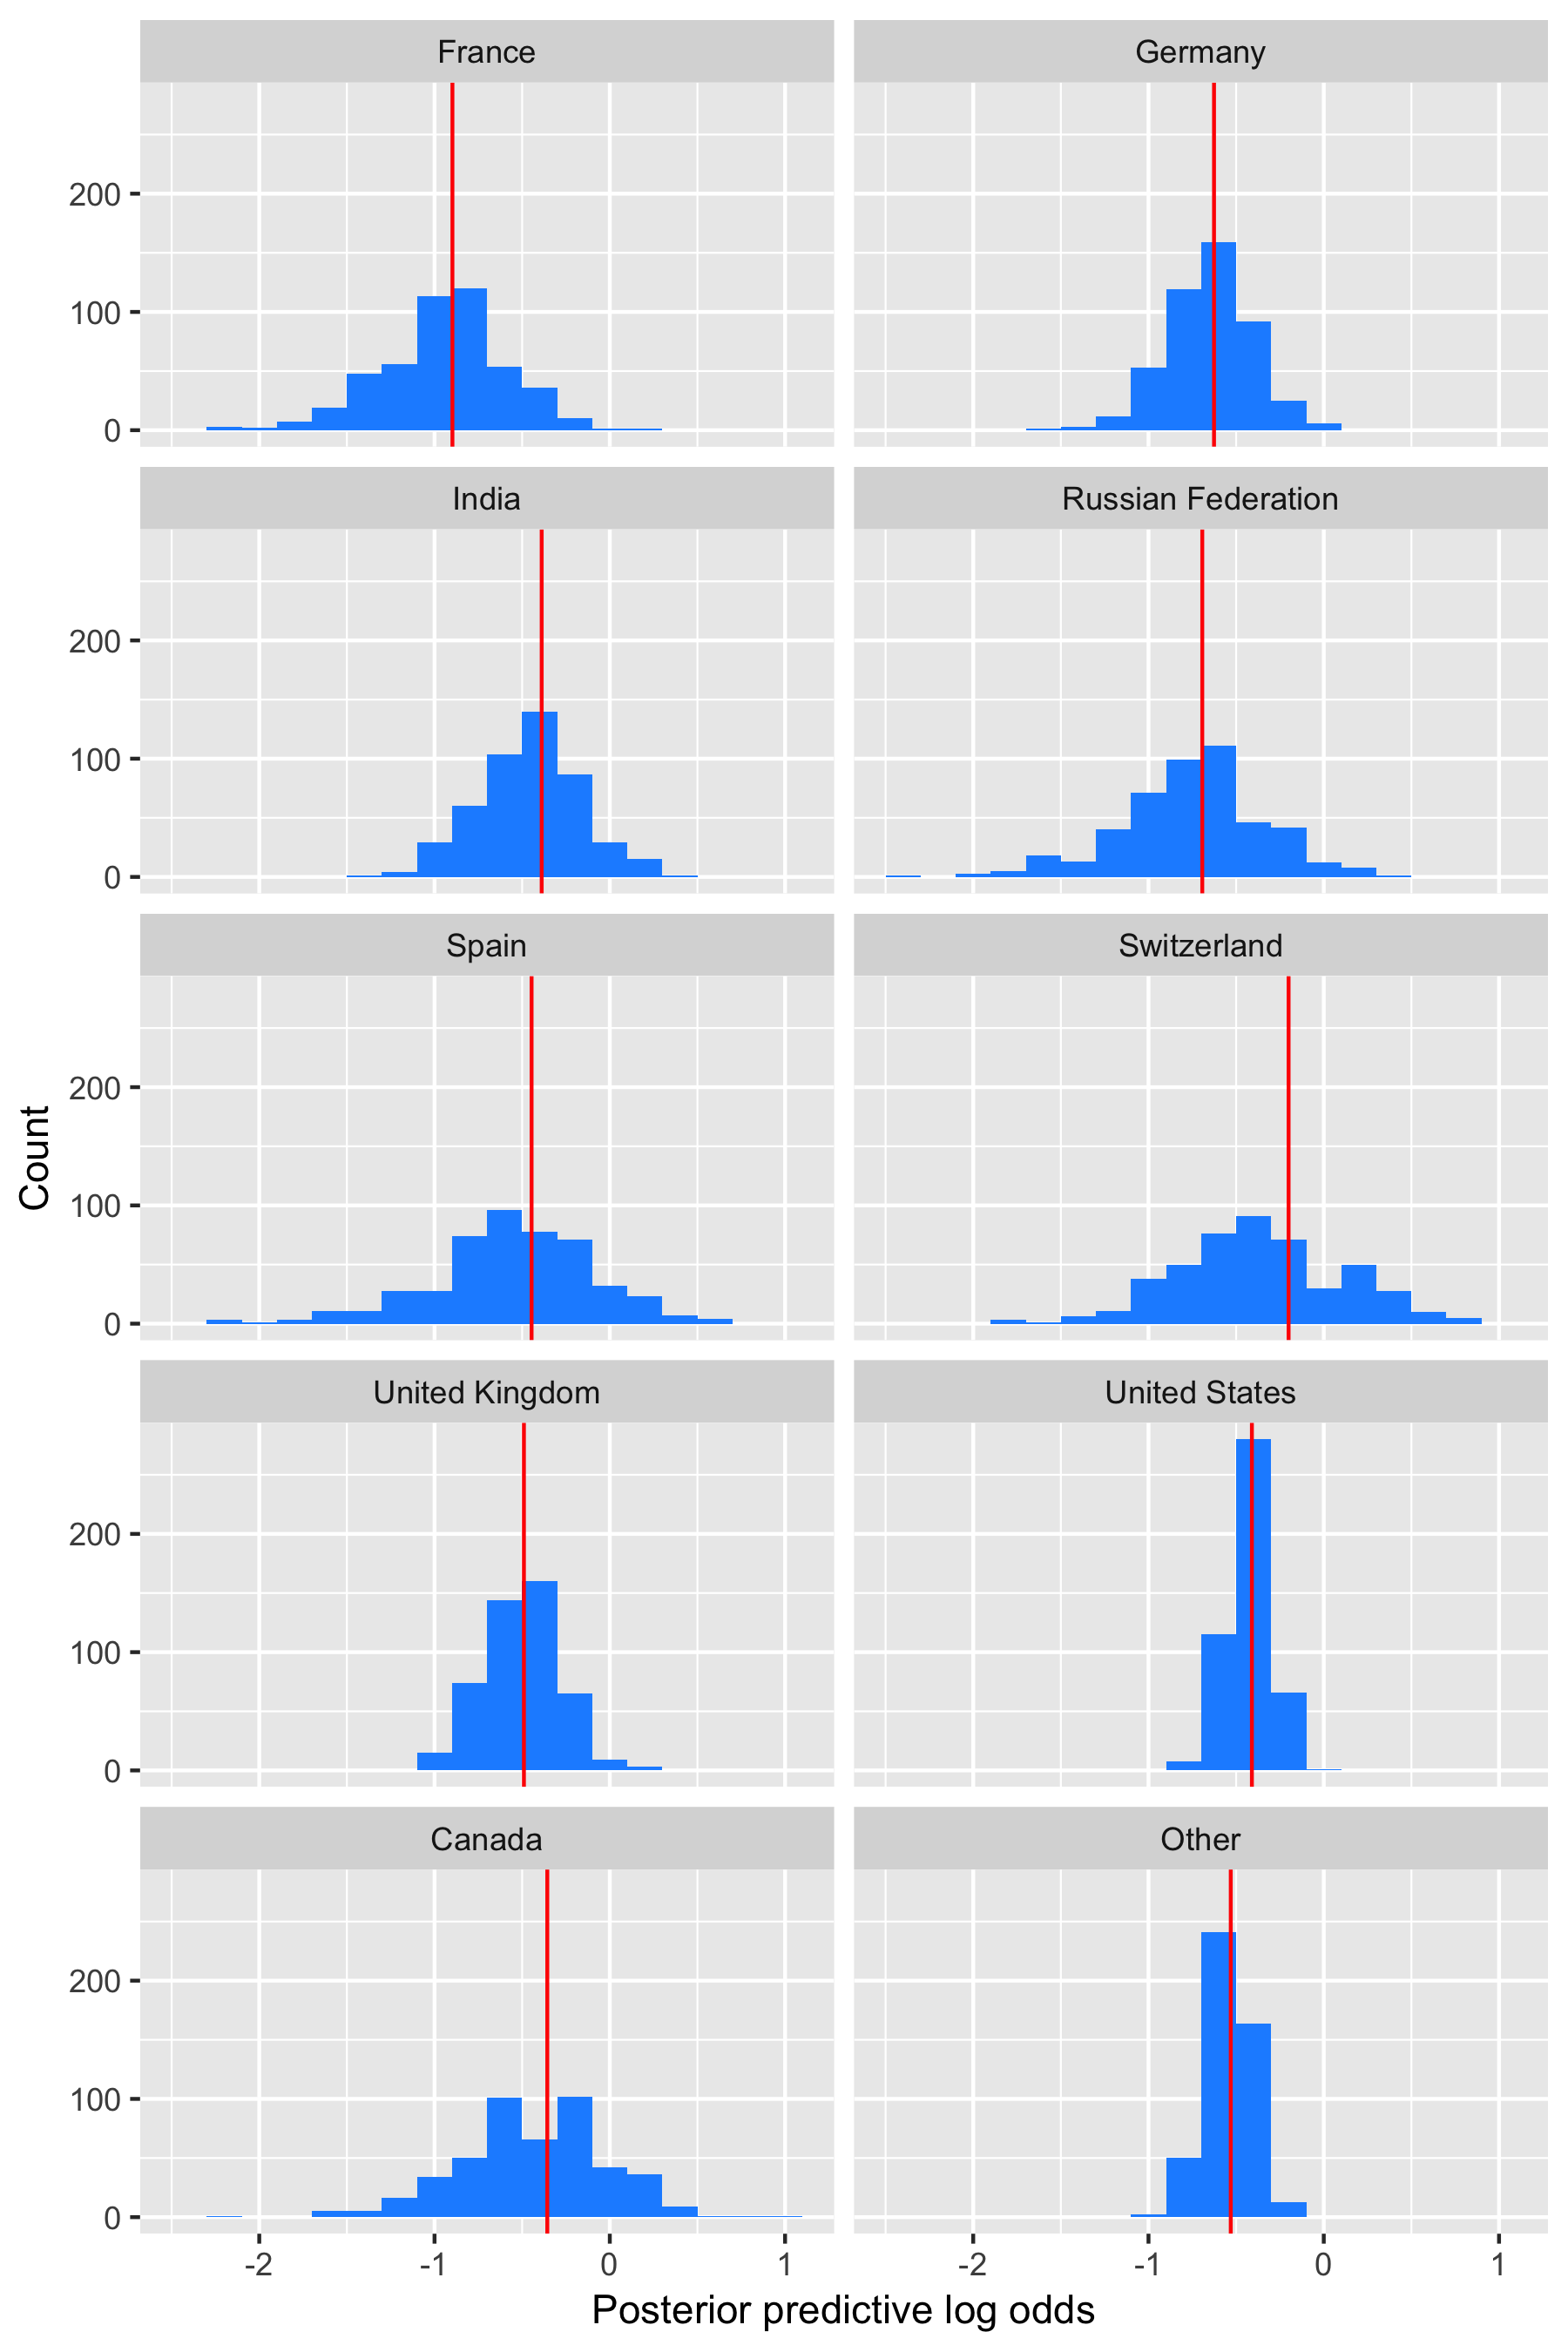 France
Germany
200
100
0
India
Russian Federation
200
100
0
Spain
Switzerland
Count
200
100
0
United Kingdom
United States
200
100
0
Canada
Other
200
100
0
-2 -1 0 1 -2 -1 0 1
Posterior predictive log odds